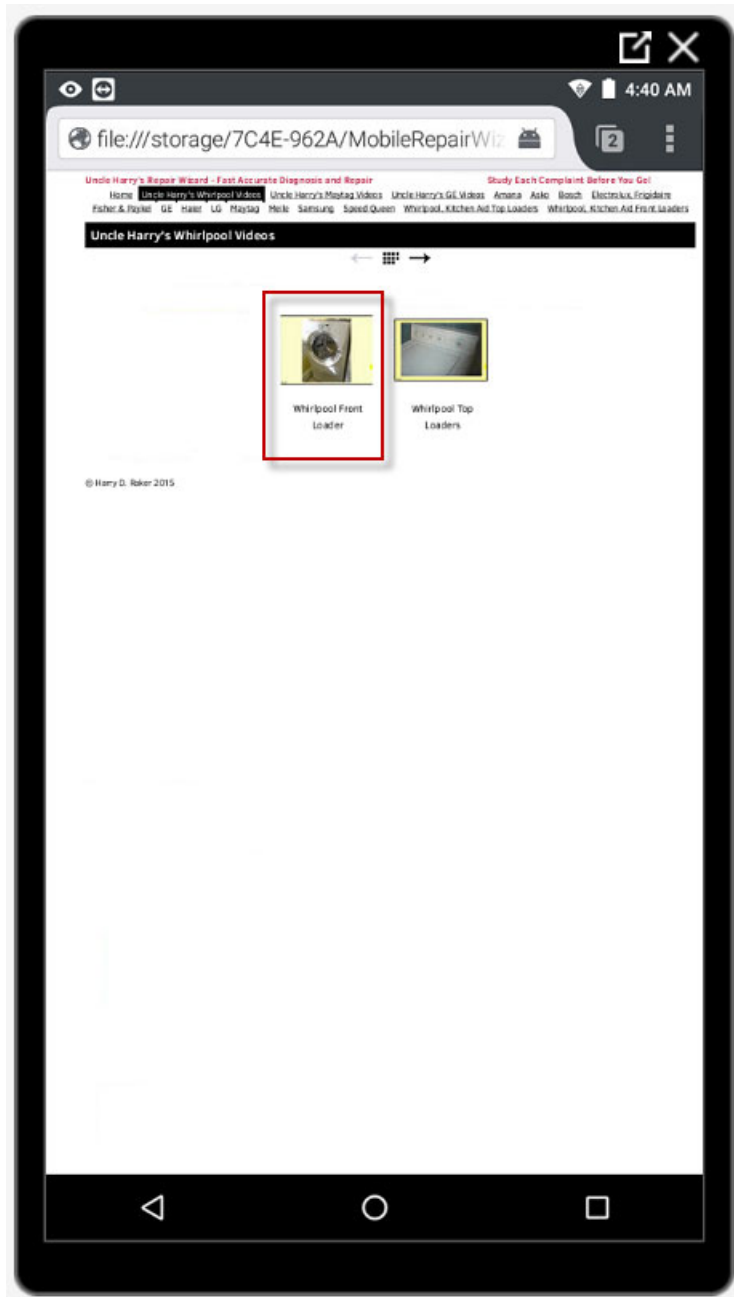 4:40 AM
file:///storage/7C4E-962A/MobileRepairWiz
2
Uncle Harry's Repair Wizard - Fast Accurate Diagnosis and Repair Study Each Complaint Before You Go!
Home Uncle Harry's Whirlpool Videos Uncle Harry's Maytag Videos Uncle Harry's GE Videos Amana Asko Bosch Electrolux, Frigidaire
Fisher & Paykel GE Haier LG Maytag Meile Samsung Speed Queen Whirlpool, Kitchen Aid Top Loaders Whirlpool, Kitchen Aid Front Loaders
Uncle Harry's Whirlpool Videos
Whirlpool Front
Loader
Whirlpool Top
Loaders
© Harry D. Raker 2015